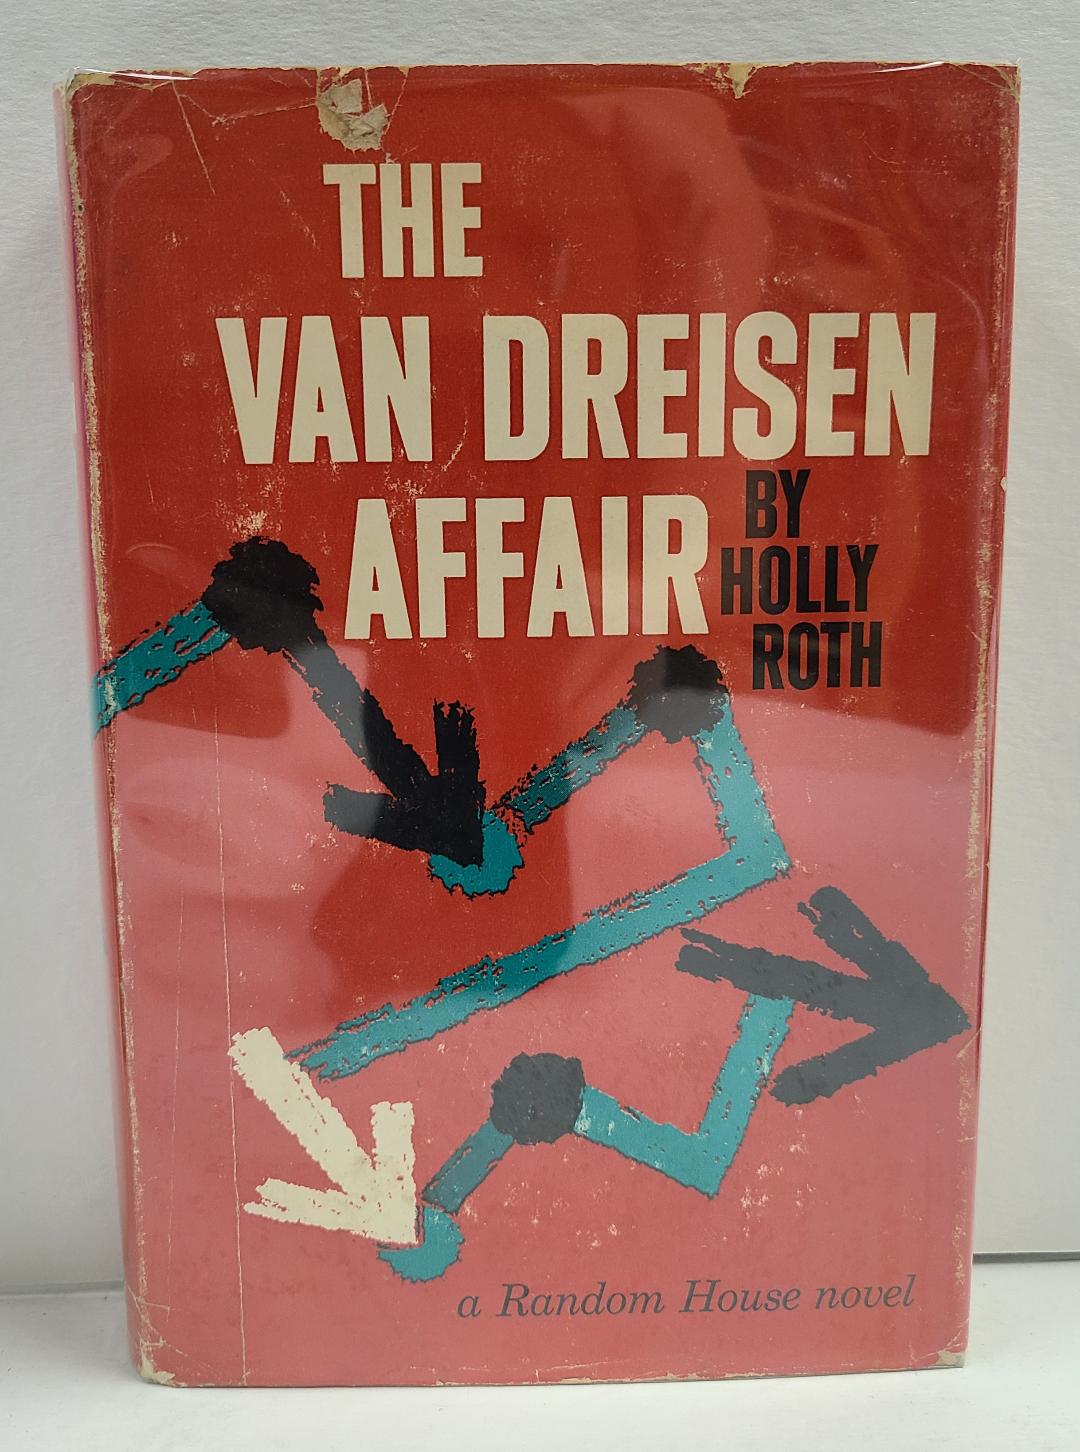 THE
VAN DREISEN
AFFAIR
BY
HOLLY
ROTH
a Random House novel